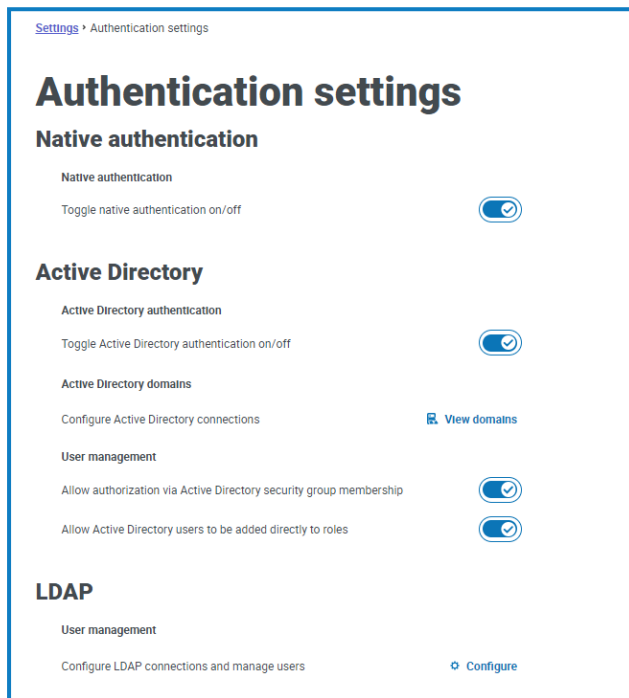 Settings › Authentication settings
Authentication settings
Native authentication
Native authentication
Toggle native authentication on/off
Active Directory
Active Directory authentication
Toggle Active Directory authentication on/off
Active Directory domains
Configure Active Directory connections View domains
User management
Allow authorization via Active Directory security group membership
Allow Active Directory users to be added directly to roles
LDAP
User management
Configure LDAP connections and manage users Configure